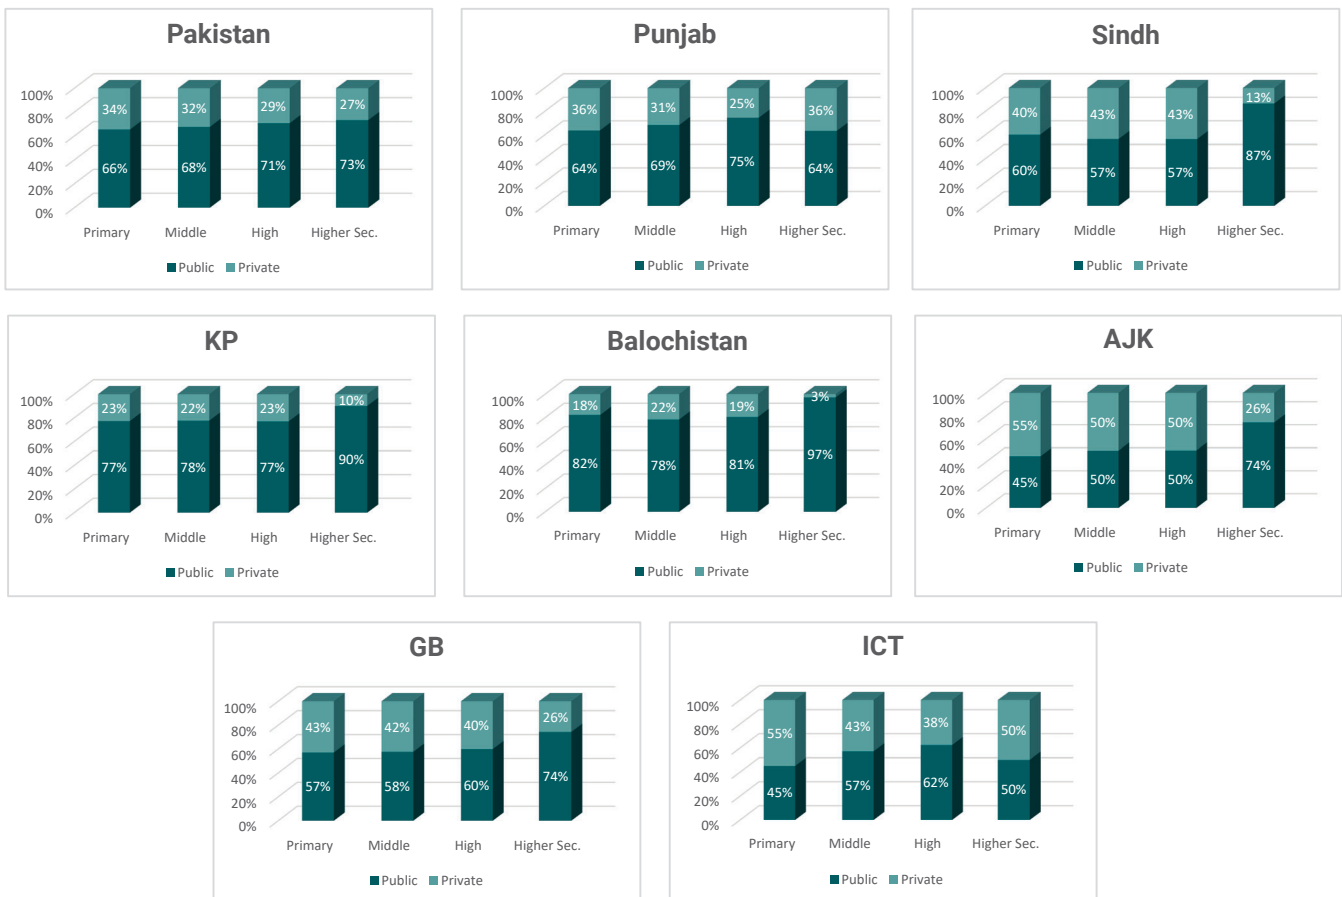 Pakistan
100%
80%
60%
40%
20%
0%
34%
32%
29%
27%
66%
68%
71%
73%
Primary
Middle
High
Higher Sec.
Public
Private
Punjab
100%
80%
60%
40%
20%
0%
36%
31%
25%
36%
64%
69%
75%
64%
Primary
Middle
High
Higher Sec.
Public
Private
Sindh
100%
80%
60%
40%
20%
0%
40%
43%
43%
13%
60%
57%
57%
87%
Primary
Middle
High
Higher Sec.
Public
Private
KP
100%
80%
60%
40%
20%
0%
23%
22%
23%
10%
77%
78%
77%
90%
Primary
Middle
High
Higher Sec.
Public
Private
Balochistan
100%
80%
60%
40%
20%
0%
18%
22%
19%
3%
82%
78%
81%
97%
Primary
Middle
High
Higher Sec.
Public
Private
AJK
100%
80%
60%
40%
20%
0%
55%
50%
50%
26%
45%
50%
50%
74%
Primary
Middle
High
Higher Sec.
Public
Private
GB
100%
80%
60%
40%
20%
0%
43%
42%
40%
26%
57%
58%
60%
74%
Primary
Middle
High
Higher Sec.
Public
Private
ICT
100%
80%
60%
40%
20%
0%
55%
43%
38%
50%
45%
57%
62%
50%
Primary
Middle
High
Higher Sec.
Public
Private